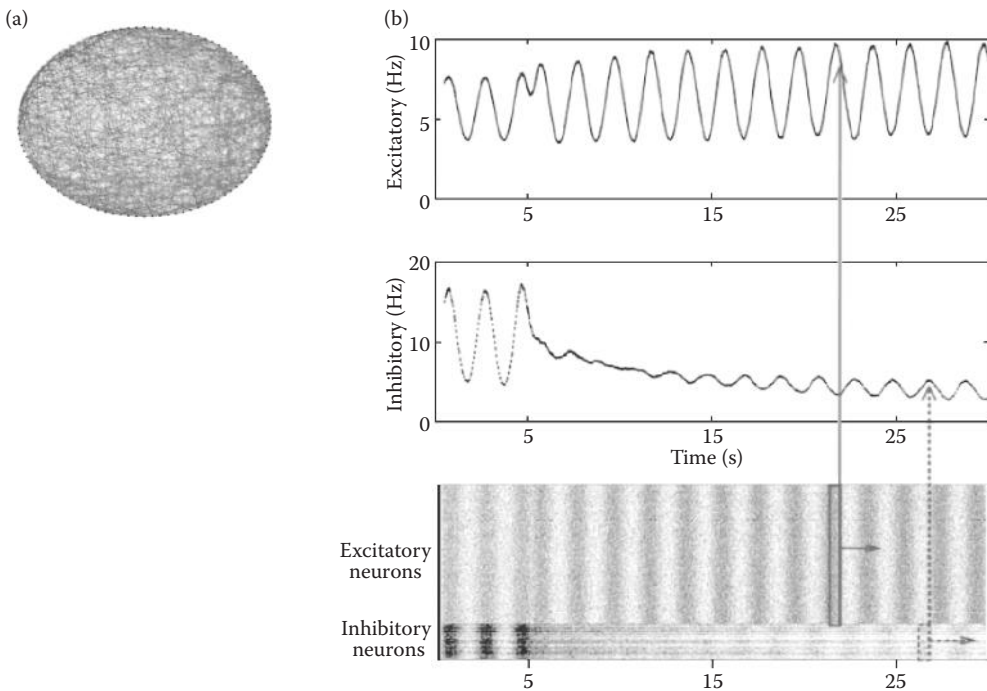 (a)
(b)
10
5
0
Excitatory (Hz)
5
15
25
20
10
0
Inhibitory (Hz)
5
15
25
Time (s)
Excitatory
neurons
Inhibitory
neurons
5
15
25